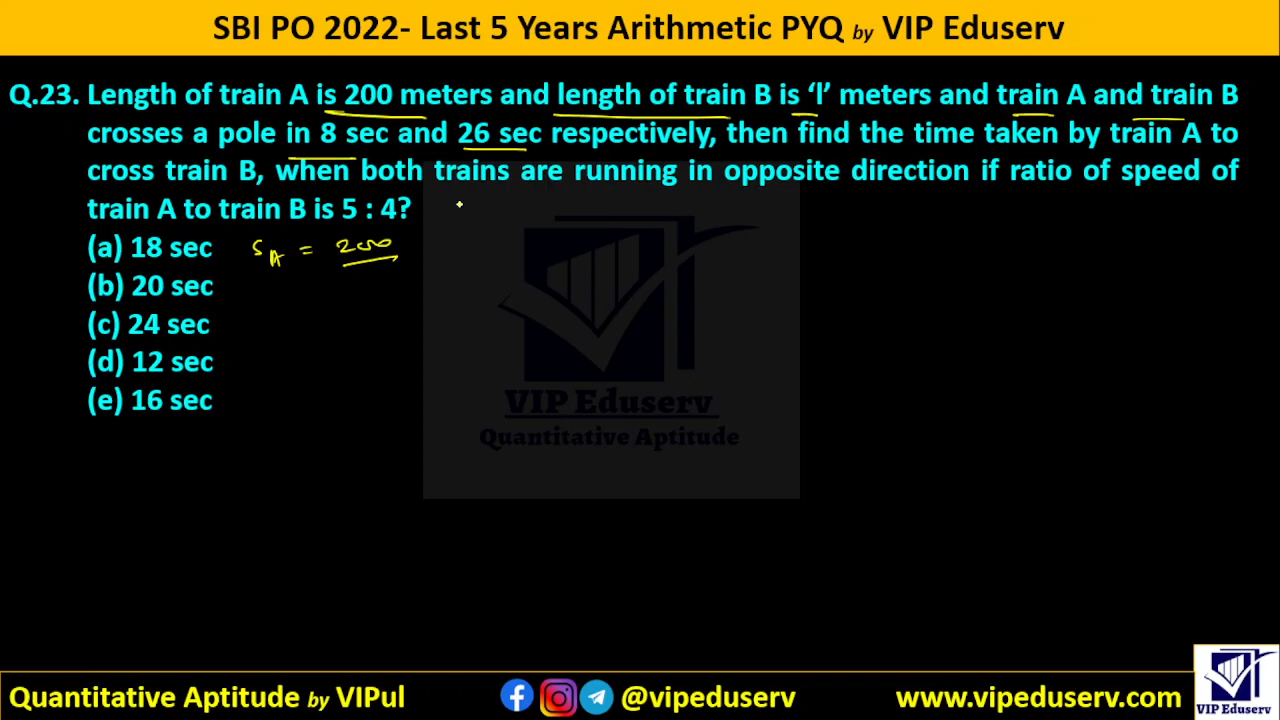 SBI PO 2022- Last 5 Years Arithmetic PYQ by VIP Eduserv
Q.23. Length of train A is 200 meters and length of train B is ‘l’ meters and train A and train B
crosses a pole in 8 sec and 26 sec respectively, then find the time taken by train A to
cross train B, when both trains are running in opposite direction if ratio of speed of
train A to train B is 5 : 4?
(a) 18 sec
S_A = 200
(b) 20 sec
(c) 24 sec
(d) 12 sec
(e) 16 sec
VIP Eduserv
Quantitative Aptitude
Quantitative Aptitude by VIPul
@vipeduserv
www.vipeduserv.com
VIP Eduserv